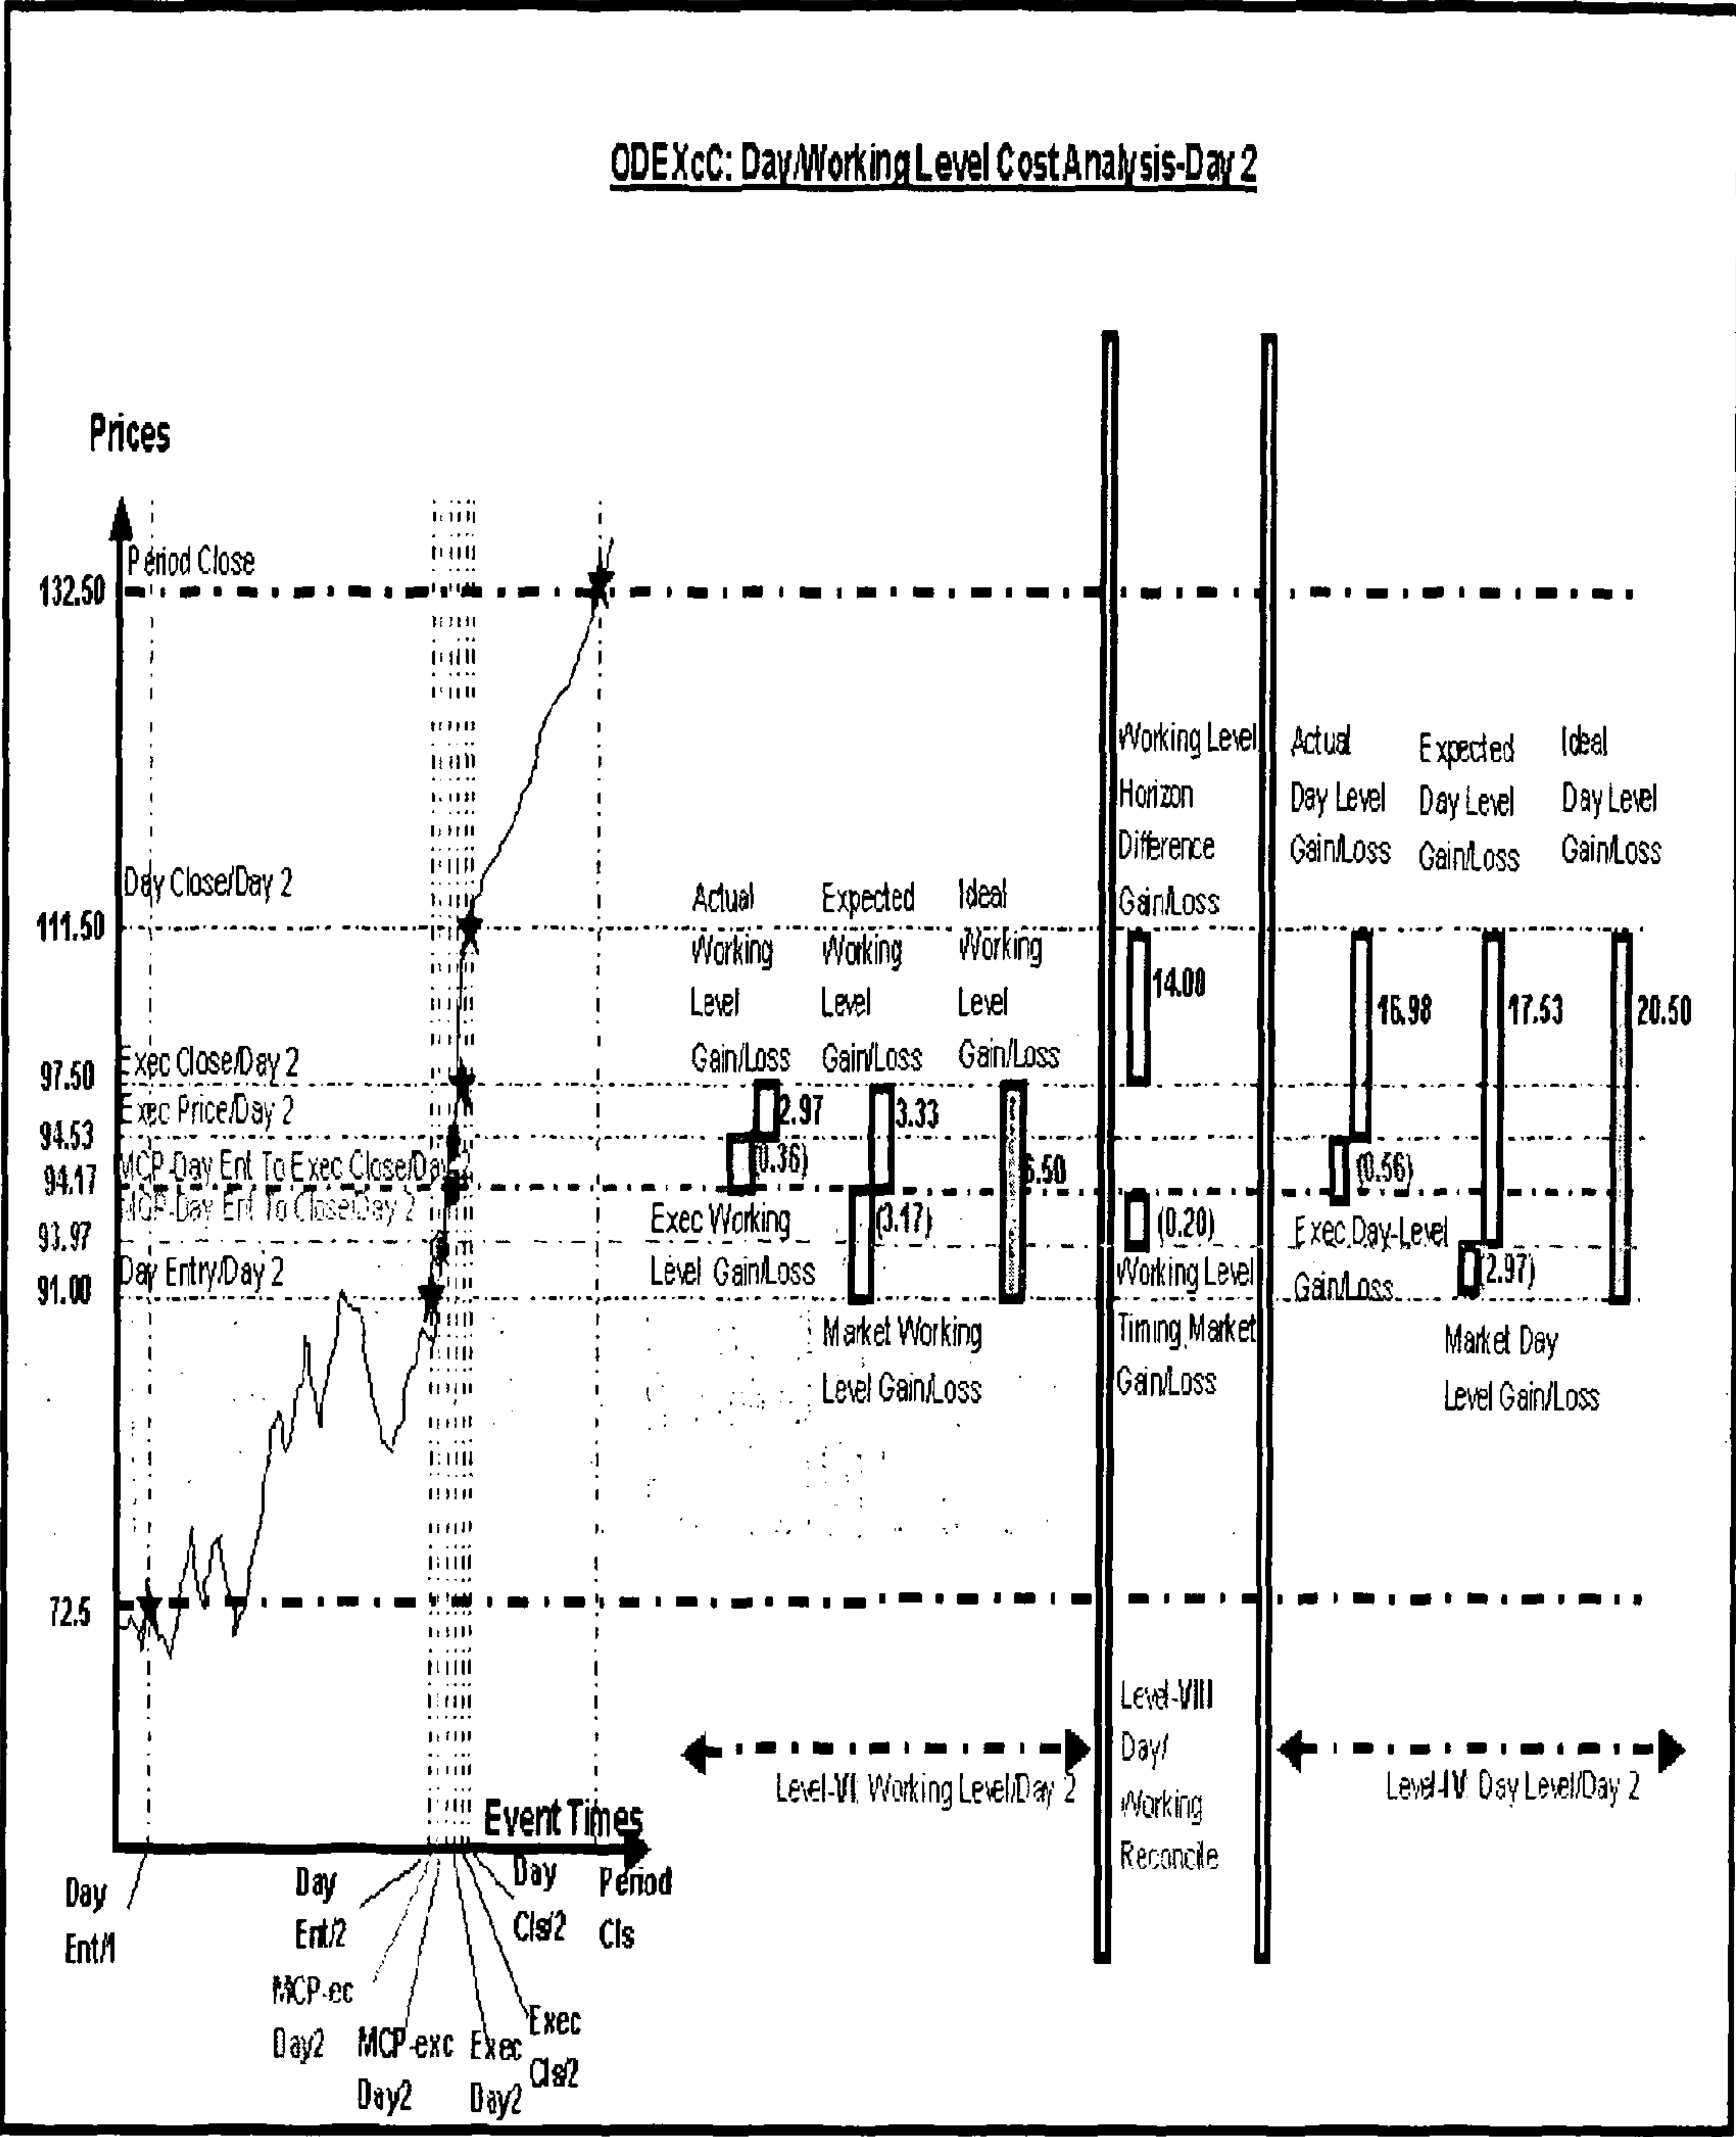 ODEXcC: Day/Working Level Cost Analysis-Day 2
Prices
Period Close
132.50
Day Close/Day 2
111.50
Exec Close/Day 2
97.50
Exec Price/Day 2
94.53
MCP-Day Ent To Exec Close/Day 2
94.17
MCP-Day Ent To Close/Day 2
93.97
Day Entry/Day 2
91.00
72.5
Actual
Working
Level
Gain/Loss
2.97
(0.36)
Exec Working
Level Gain/Loss
Expected
Working
Level
Gain/Loss
3.33
(3.17)
Market Working
Level Gain/Loss
Ideal
Working
Level
Gain/Loss
6.50
Working Level
Horizon
Difference
Gain/Loss
14.00
(0.20)
Working Level
Timing Market
Gain/Loss
Actual
Day Level
Gain/Loss
16.98
(0.56)
Exec Day-Level
Gain/Loss
Expected
Day Level
Gain/Loss
17.53
(2.97)
Market Day
Level Gain/Loss
Ideal
Day Level
Gain/Loss
20.50
Level-VI: Working Level/Day 2
Level-VIII
Day/
Working
Reconcile
Level-IV: Day Level/Day 2
Event Times
Day
Ent/1
Day
Ent/2
MCP-ec
Day2
MCP-exc
Day2
Exec
Day2
Exec
Cls/2
Day
Cls/2
Period
Cls